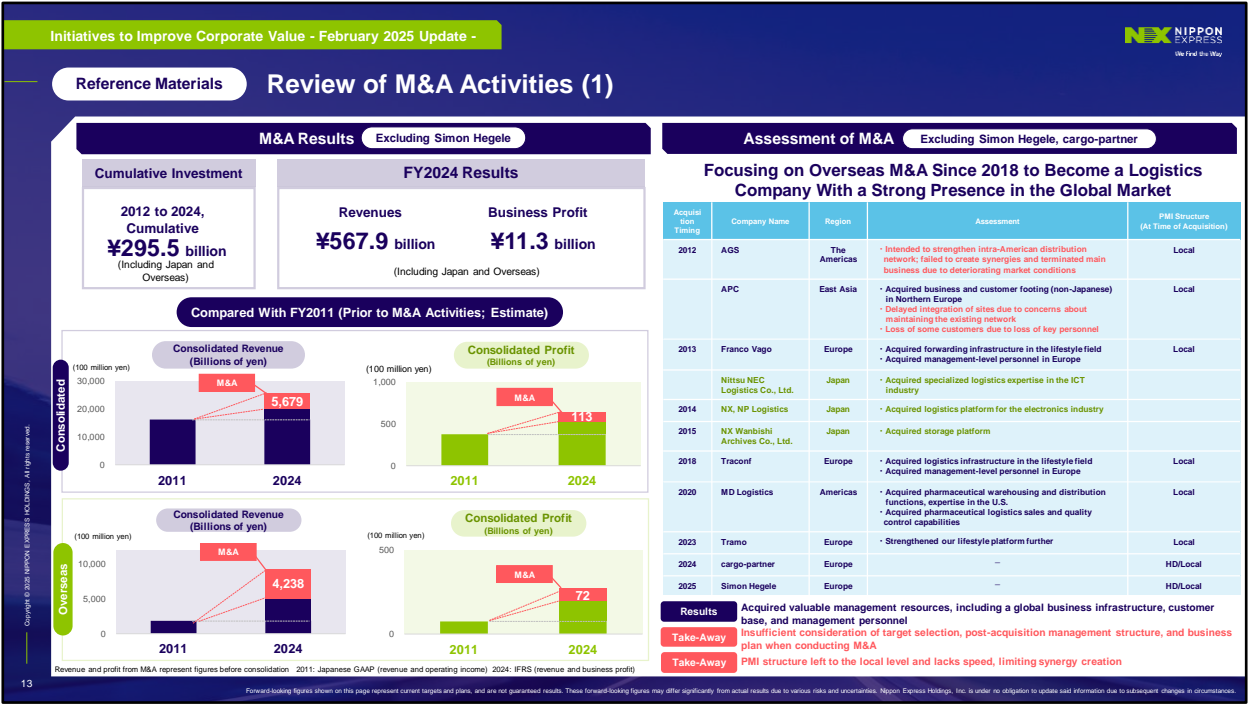 Initiatives to Improve Corporate Value - February 2025 Update -
NX NIPPON EXPRESS
We Find the Way
Reference Materials
Review of M&A Activities (1)
M&A Results
Excluding Simon Hegele
Cumulative Investment
2012 to 2024,
Cumulative
¥295.5 billion
(Including Japan and
Overseas)
FY2024 Results
Revenues
Business Profit
¥567.9 billion
¥11.3 billion
(Including Japan and Overseas)
Compared With FY2011 (Prior to M&A Activities; Estimate)
Consolidated
Consolidated Revenue
(Billions of yen)
(100 million yen)
30,000
20,000
10,000
0
M&A
5,679
2011
2024
Consolidated Profit
(Billions of yen)
(100 million yen)
1,000
500
0
M&A
113
2011
2024
Overseas
Consolidated Revenue
(Billions of yen)
(100 million yen)
10,000
5,000
0
M&A
4,238
2011
2024
Consolidated Profit
(Billions of yen)
(100 million yen)
500
0
M&A
72
2011
2024
Revenue and profit from M&A represent figures before consolidation 2011: Japanese GAAP (revenue and operating income) 2024: IFRS (revenue and business profit)
Assessment of M&A
Excluding Simon Hegele, cargo-partner
Focusing on Overseas M&A Since 2018 to Become a Logistics
Company With a Strong Presence in the Global Market
Acquisi
tion
Timing
Company Name
Region
Assessment
PMI Structure
(At Time of Acquisition)
2012
AGS
The
Americas
・Intended to strengthen intra-American distribution
network; failed to create synergies and terminated main
business due to deteriorating market conditions
Local
APC
East Asia
・Acquired business and customer footing (non-Japanese)
in Northern Europe
・Delayed integration of sites due to concerns about
maintaining the existing network
・Loss of some customers due to loss of key personnel
Local
2013
Franco Vago
Europe
・Acquired forwarding infrastructure in the lifestyle field
・Acquired management-level personnel in Europe
Local
Nittsu NEC
Logistics Co., Ltd.
Japan
・Acquired specialized logistics expertise in the ICT
industry
2014
NX, NP Logistics
Japan
・Acquired logistics platform for the electronics industry
2015
NX Wanbishi
Archives Co., Ltd.
Japan
・Acquired storage platform
2018
Traconf
Europe
・Acquired logistics infrastructure in the lifestyle field
・Acquired management-level personnel in Europe
Local
2020
MD Logistics
Americas
・Acquired pharmaceutical warehousing and distribution
functions, expertise in the U.S.
・Acquired pharmaceutical logistics sales and quality
control capabilities
Local
2023
Tramo
Europe
・Strengthened our lifestyle platform further
Local
2024
cargo-partner
Europe
–
HD/Local
2025
Simon Hegele
Europe
–
HD/Local
Results
Acquired valuable management resources, including a global business infrastructure, customer
base, and management personnel
Take-Away
Insufficient consideration of target selection, post-acquisition management structure, and business
plan when conducting M&A
Take-Away
PMI structure left to the local level and lacks speed, limiting synergy creation
Copyright © 2025 NIPPON EXPRESS HOLDINGS. All rights reserved.
13
Forward-looking figures shown on this page represent current targets and plans, and are not guaranteed results. These forward-looking figures may differ significantly from actual results due to various risks and uncertainties. Nippon Express Holdings, Inc. is under no obligation to update said information due to subsequent changes in circumstances.